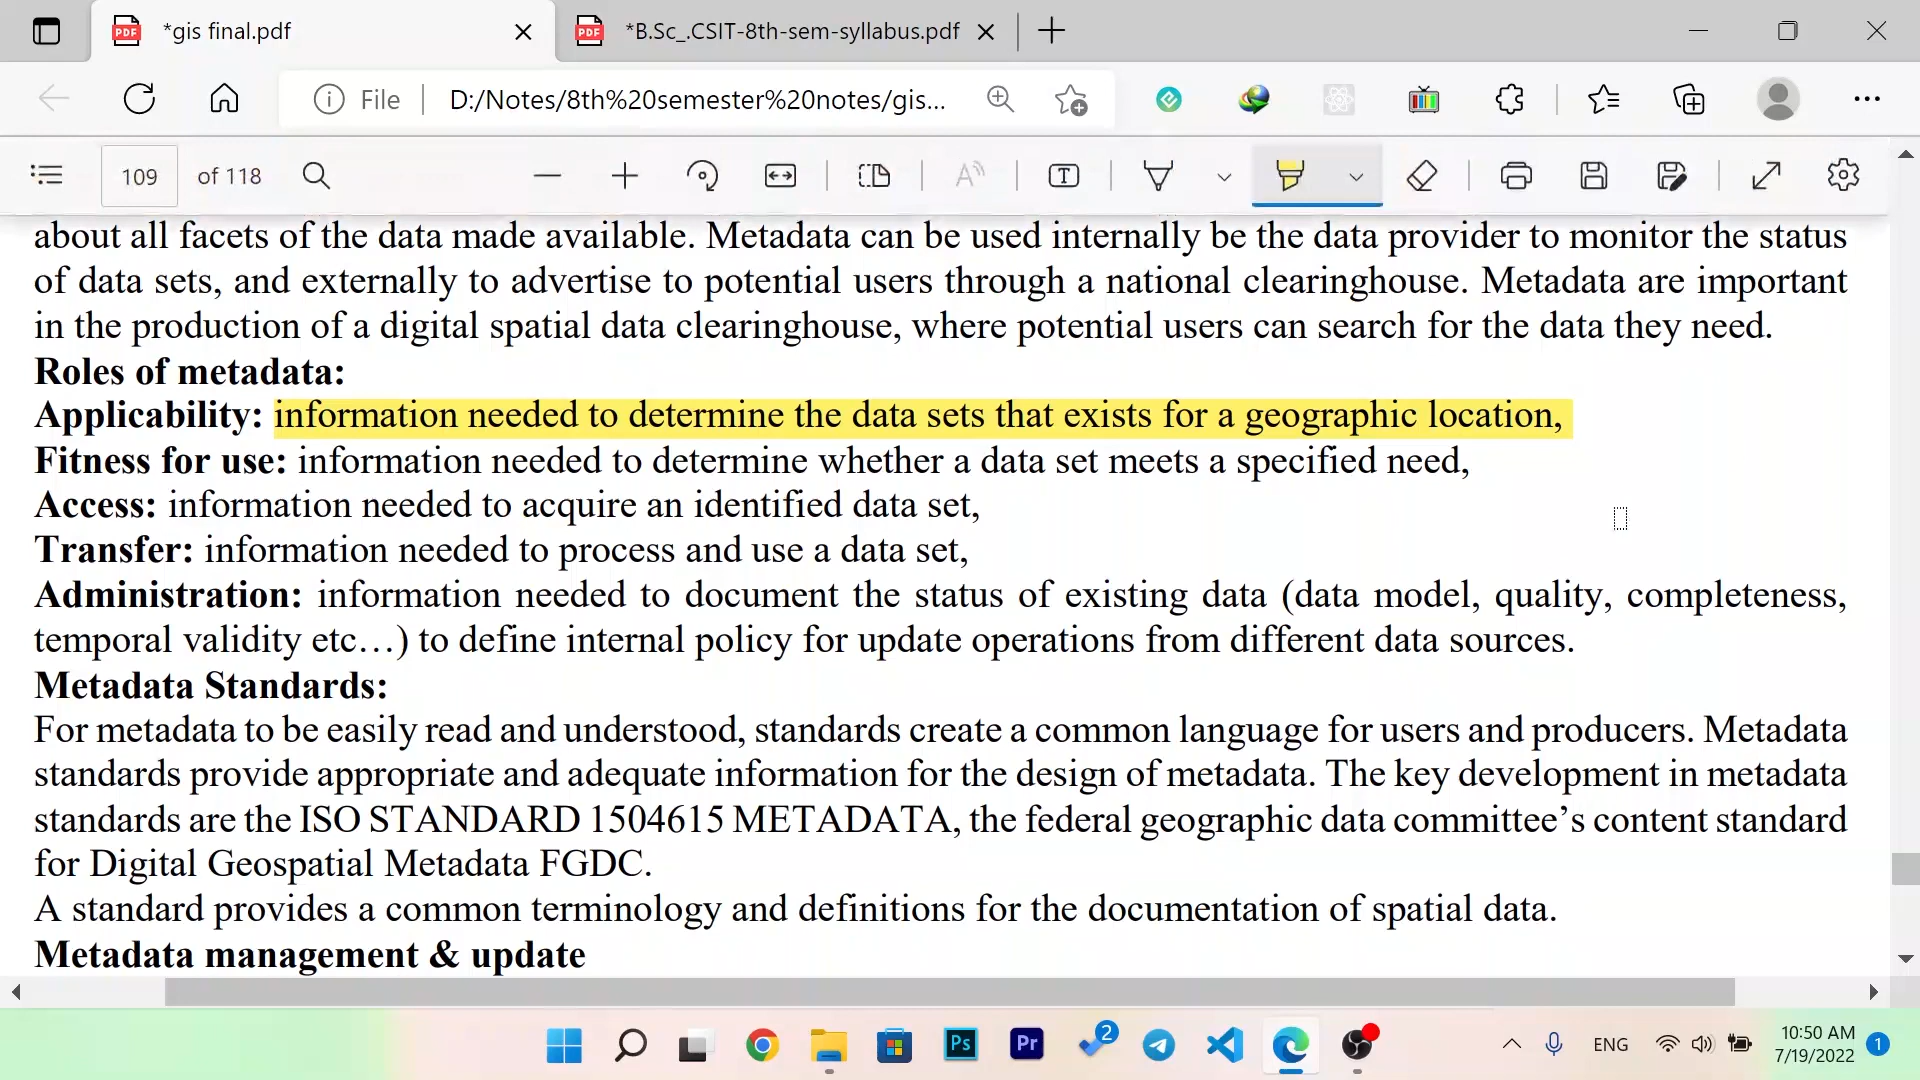 *gis final.pdf
*B.Sc_.CSIT-8th-sem-syllabus.pdf
File
D:/Notes/8th%20semester%20notes/gis...
109 of 118
about all facets of the data made available. Metadata can be used internally be the data provider to monitor the status
of data sets, and externally to advertise to potential users through a national clearinghouse. Metadata are important
in the production of a digital spatial data clearinghouse, where potential users can search for the data they need.
Roles of metadata:
Applicability: information needed to determine the data sets that exists for a geographic location,
Fitness for use: information needed to determine whether a data set meets a specified need,
Access: information needed to acquire an identified data set,
Transfer: information needed to process and use a data set,
Administration: information needed to document the status of existing data (data model, quality, completeness,
temporal validity etc…) to define internal policy for update operations from different data sources.
Metadata Standards:
For metadata to be easily read and understood, standards create a common language for users and producers. Metadata
standards provide appropriate and adequate information for the design of metadata. The key development in metadata
standards are the ISO STANDARD 1504615 METADATA, the federal geographic data committee’s content standard
for Digital Geospatial Metadata FGDC.
A standard provides a common terminology and definitions for the documentation of spatial data.
Metadata management & update
Ps
Pr
2
ENG
10:50 AM
7/19/2022
1